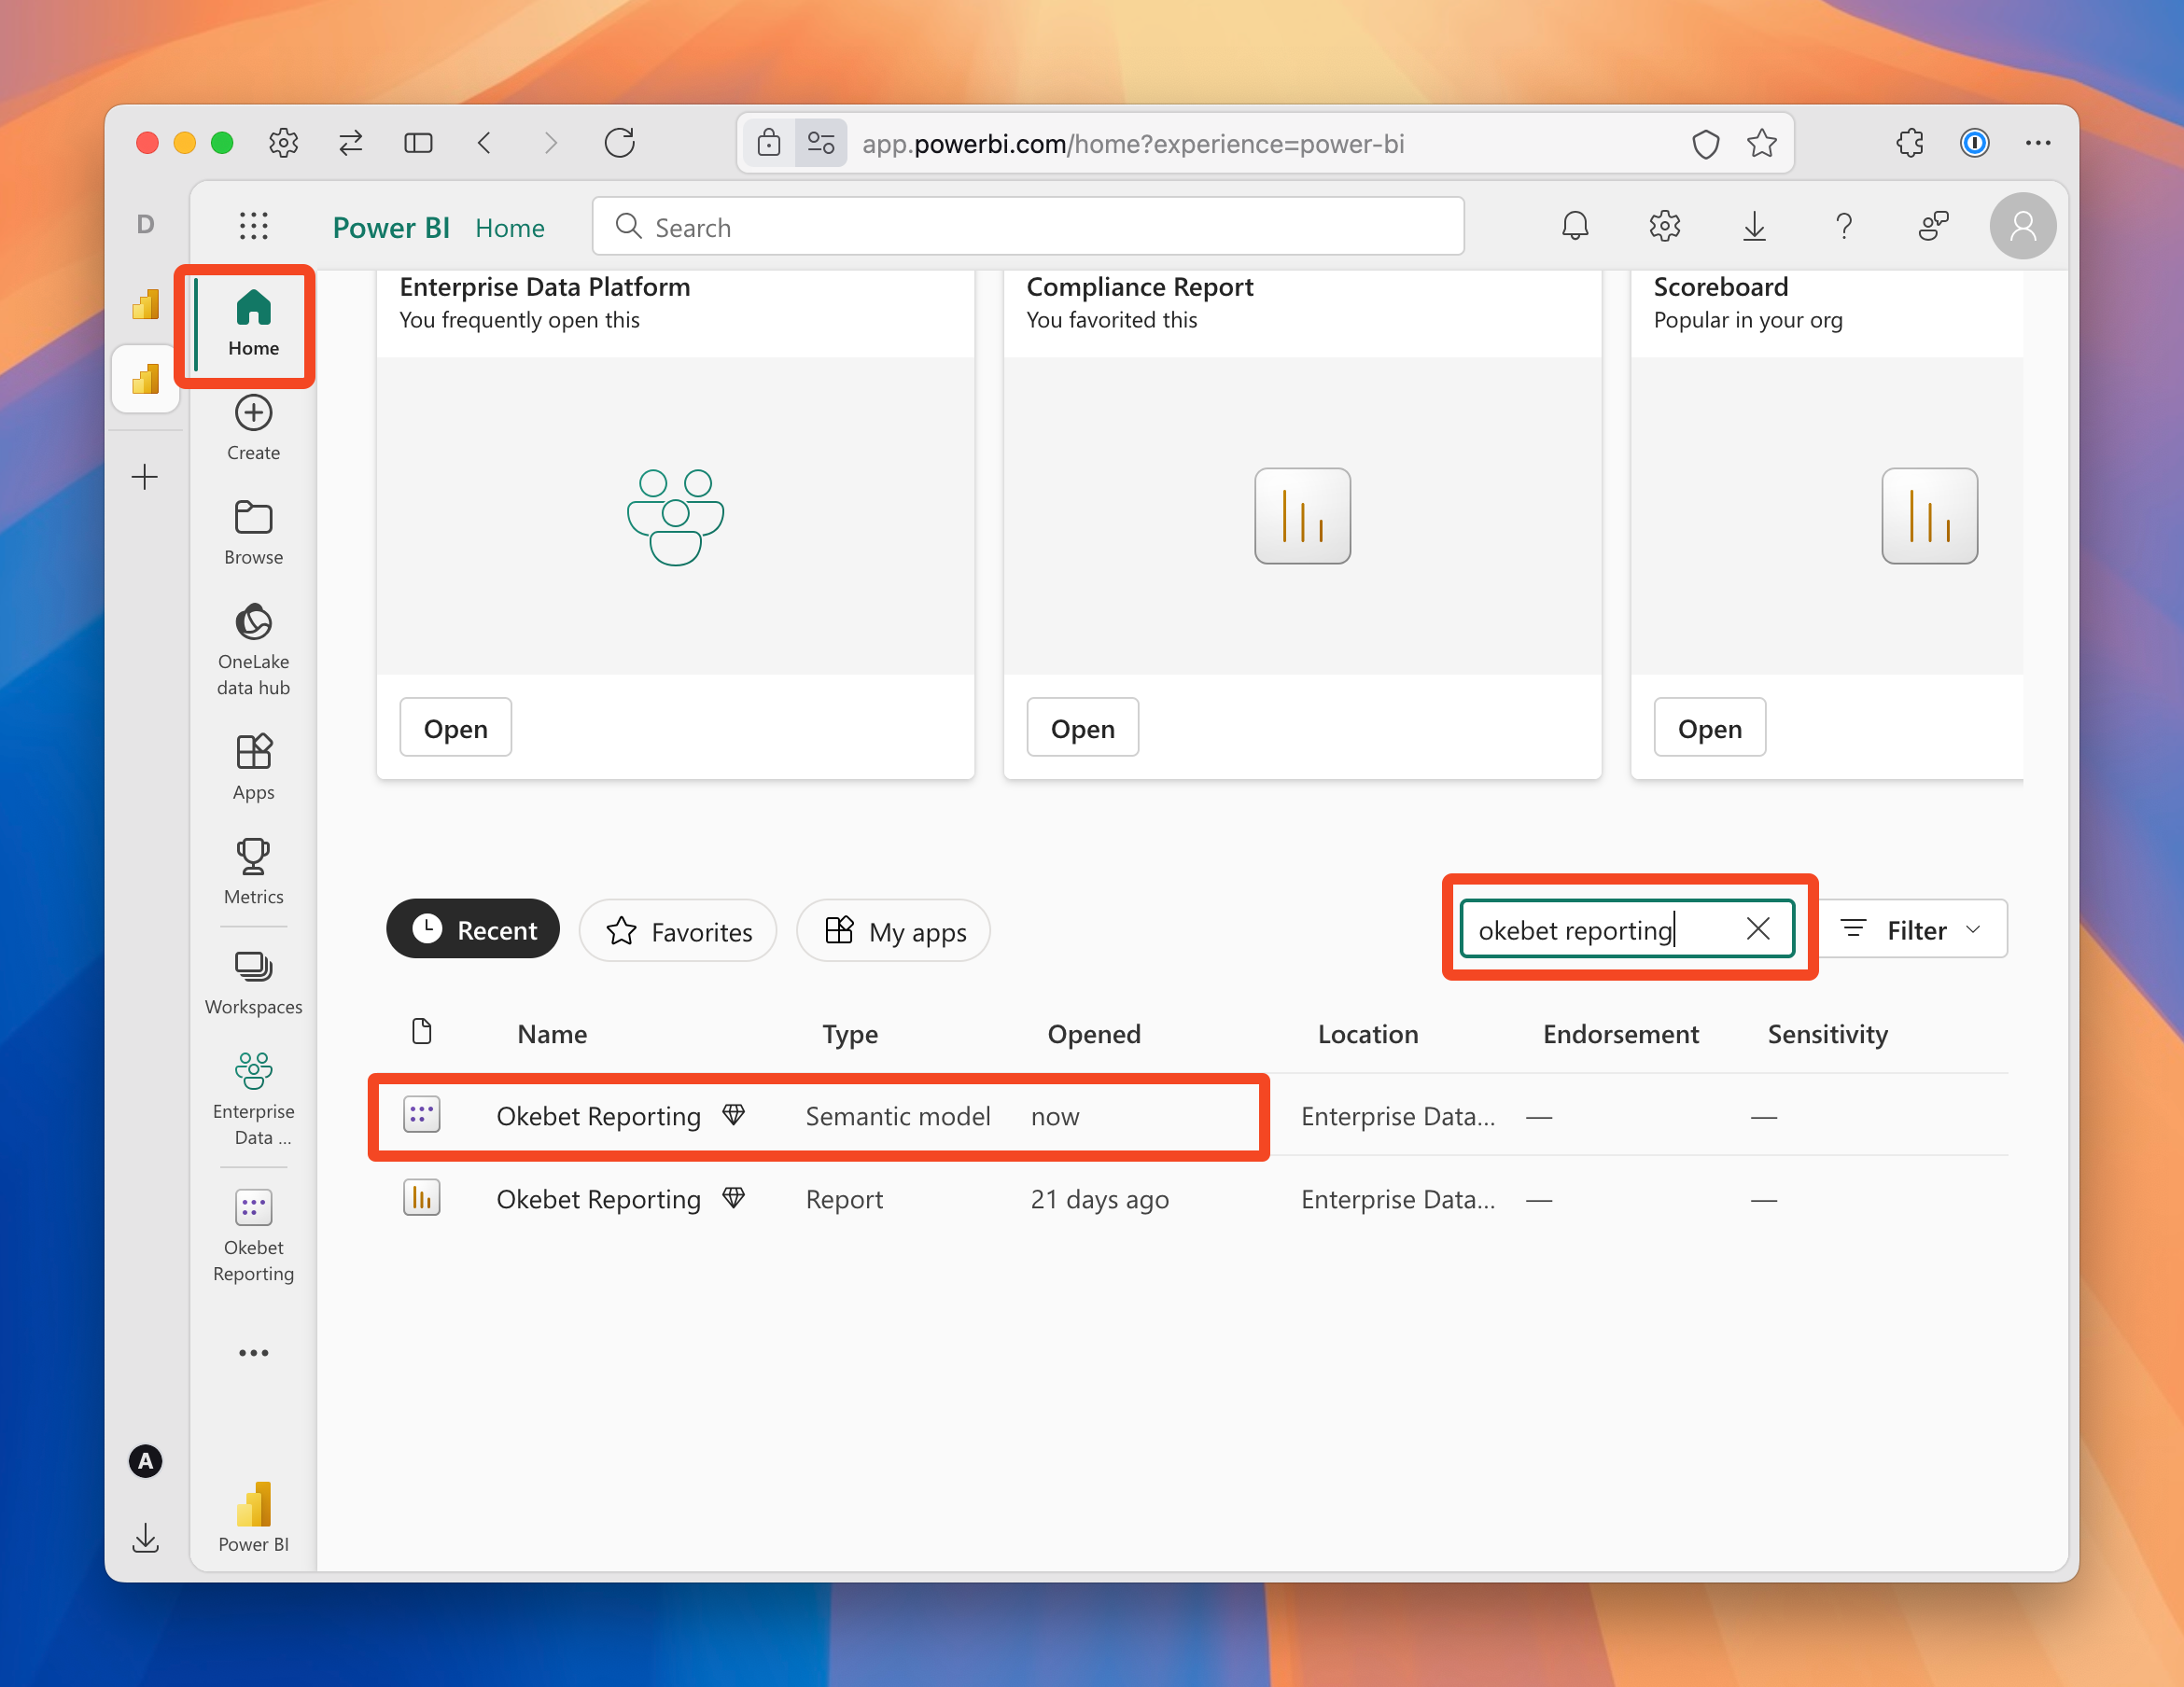 app.powerbi.com/home?experience=power-bi
D
Power BI Home
Search
Home
Create
Browse
OneLake
data hub
Apps
Metrics
Workspaces
Enterprise
Data ...
Okebet
Reporting
Power BI
A
Enterprise Data Platform
You frequently open this
Open
Compliance Report
You favorited this
Open
Scoreboard
Popular in your org
Open
Recent
Favorites
My apps
okebet reporting
Filter
Name Type Opened Location Endorsement Sensitivity
Okebet Reporting Semantic model now Enterprise Data... — —
Okebet Reporting Report 21 days ago Enterprise Data... — —